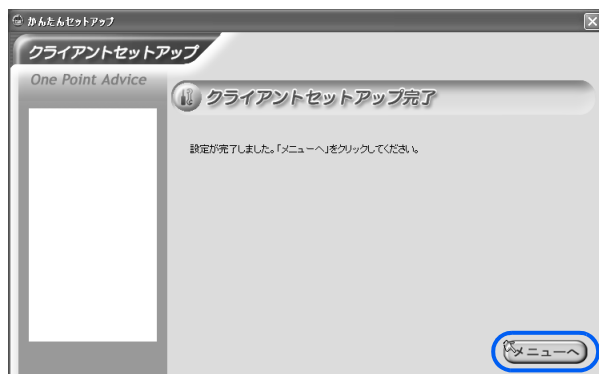 かんたんセットアップ
クライアントセットアップ
One Point Advice
クライアントセットアップ完了
設定が完了しました。「メニューへ」をクリックしてください。
メニューへ